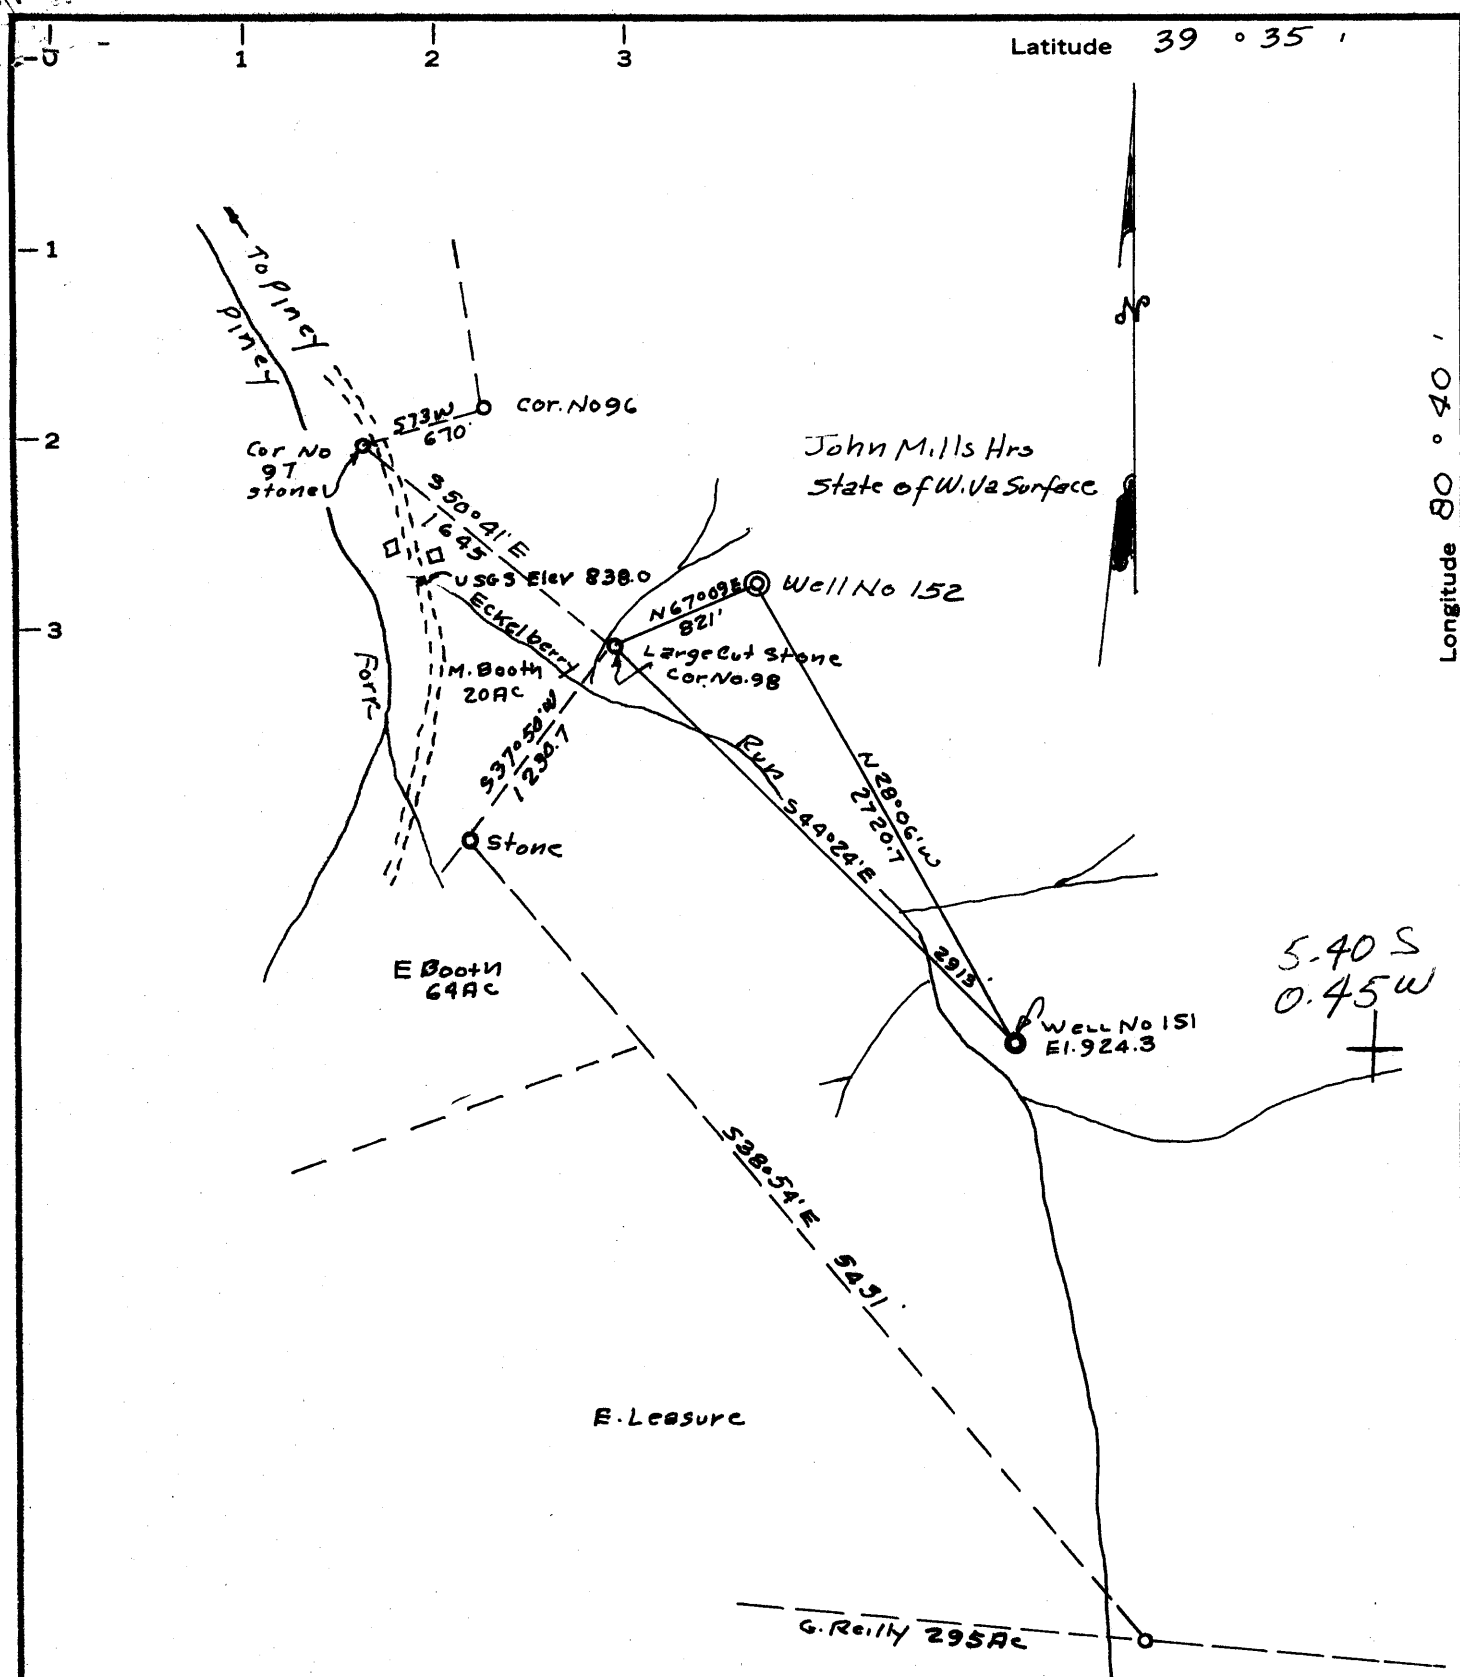 0 1 2 3
Latitude 39 ° 35 '
1
2
3
Longitude 80 ° 40 '
To Piney
Piney
Fork
S73W
670'
Cor. No 96
Cor No
97
stone
S 50°41' E
1645
John Mills Hrs
State of W.Va Surface
USGS Elev 838.0
Eckelberry
Run
N67°09E
821'
Well No 152
Large Cut Stone
Cor. No. 98
M. Booth
20Ac
S37°50'W
1230.7
Stone
N28°06'W
2720.7
S44°24'E
2913'
E Booth
64Ac
5.40 S
0.45 W
Well No 151
El. 924.3
S38°54'E 5431'
E. Leasure
G. Reilly 295Ac